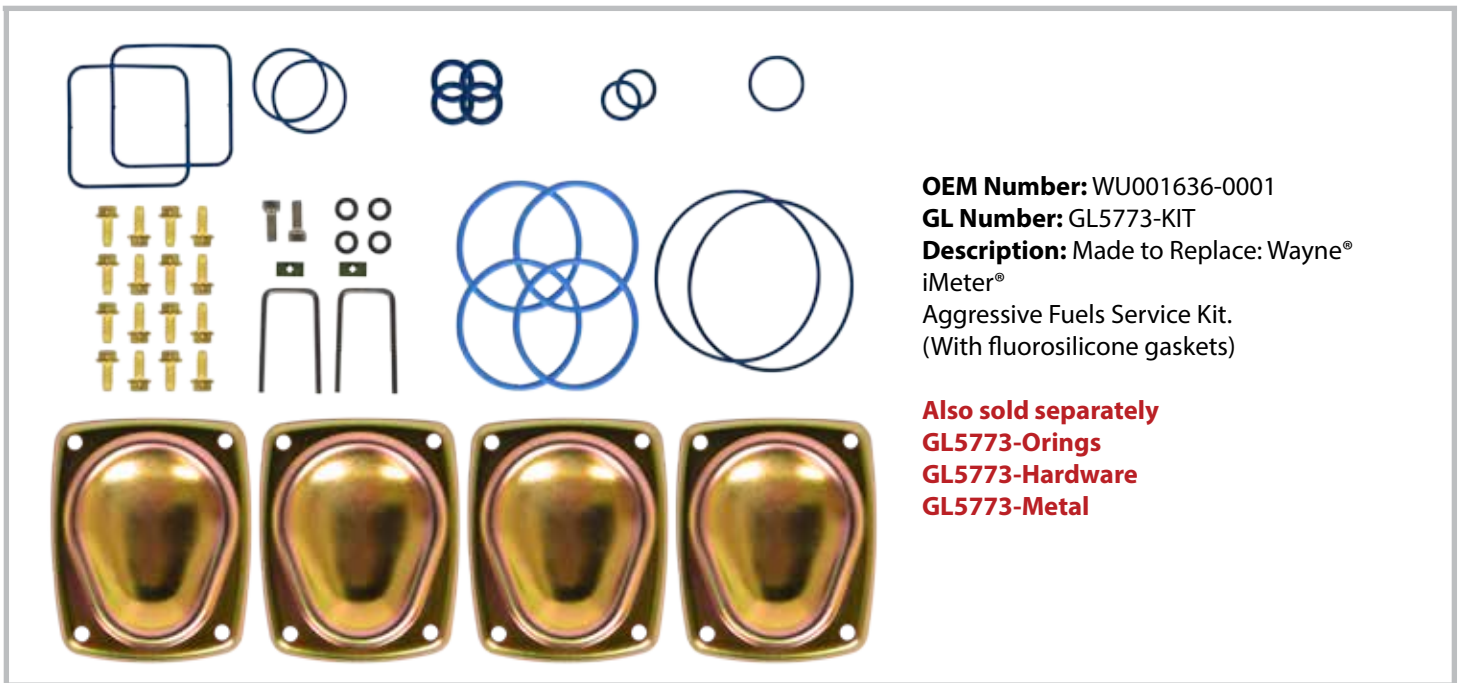 OEM Number: WU001636-0001
GL Number: GL5773-KIT
Description: Made to Replace: Wayne®
iMeter®
Aggressive Fuels Service Kit.
(With fluorosilicone gaskets)
Also sold separately
GL5773-Orings
GL5773-Hardware
GL5773-Metal